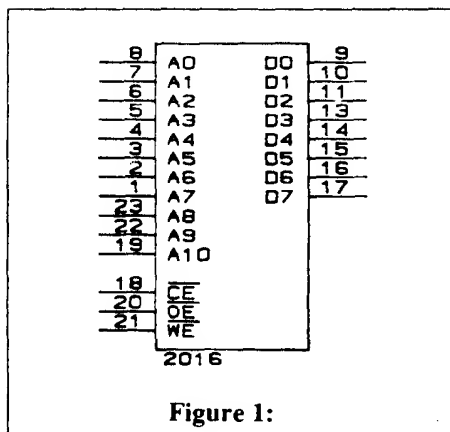 8 A0 D0 9
7 A1 D1 10
6 A2 D2 11
5 A3 D3 13
4 A4 D4 14
3 A5 D5 15
2 A6 D6 16
1 A7 D7 17
23 A8
22 A9
19 A10
18 CE
20 OE
21 WE
2016
Figure 1: